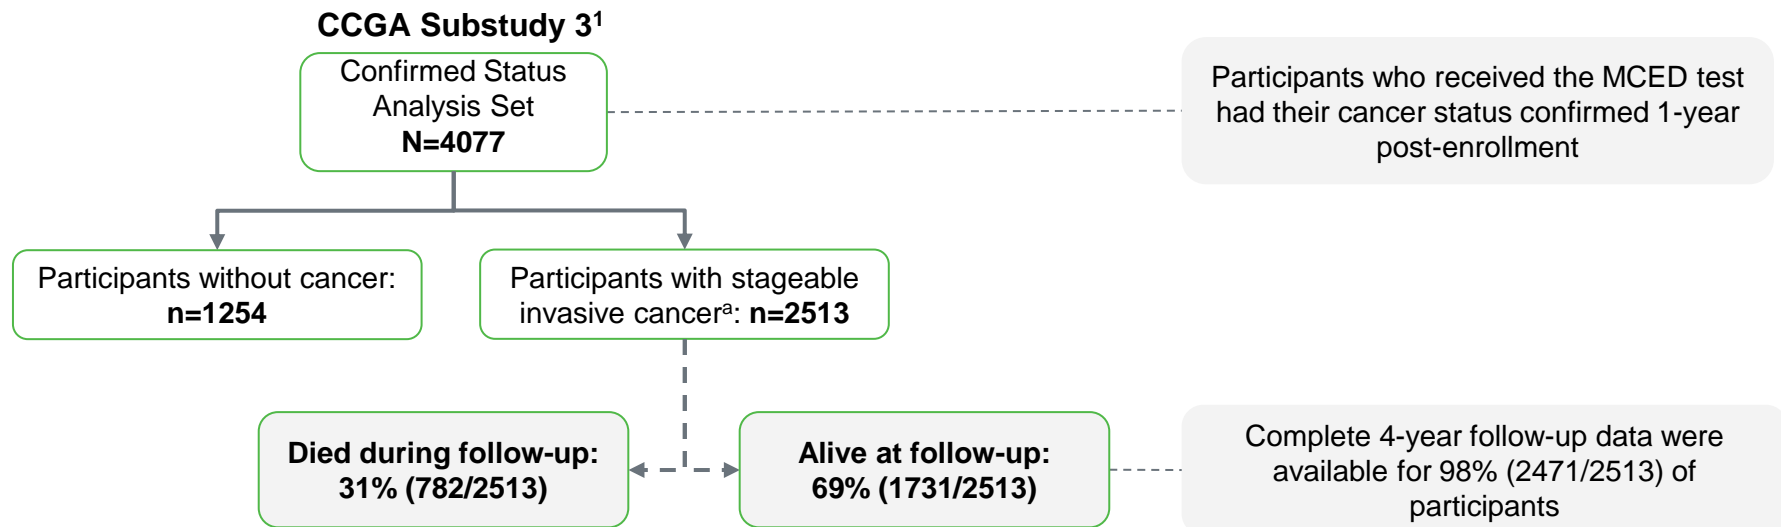 CCGA Substudy 3¹
Confirmed Status
Analysis Set
N=4077
Participants who received the MCED test
had their cancer status confirmed 1-year
post-enrollment
Participants without cancer:
n=1254
Participants with stageable
invasive cancerᵃ: n=2513
Died during follow-up:
31% (782/2513)
Alive at follow-up:
69% (1731/2513)
Complete 4-year follow-up data were
available for 98% (2471/2513) of
participants